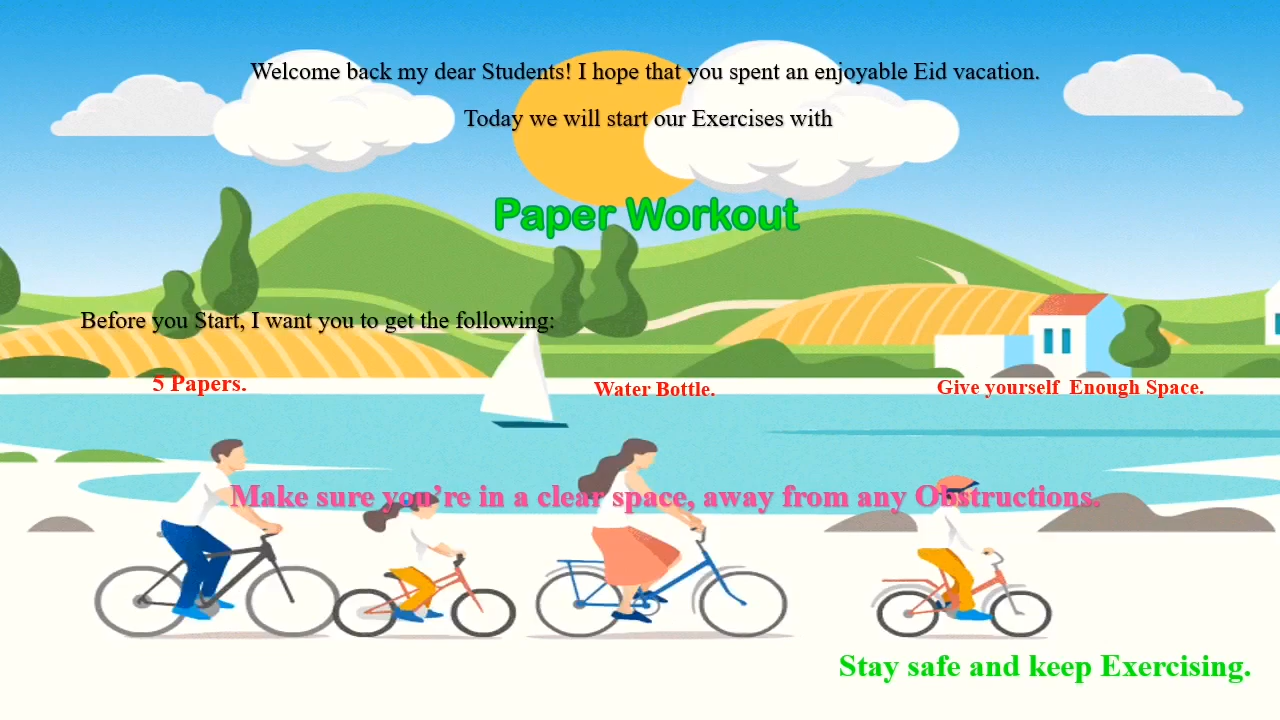 Welcome back my dear Students! I hope that you spent an enjoyable Eid vacation.
Today we will start our Exercises with
Paper Workout
Before you Start, I want you to get the following:
5 Papers.
Water Bottle.
Give yourself  Enough Space.
Make sure you’re in a clear space, away from any Obstructions.
Stay safe and keep Exercising.